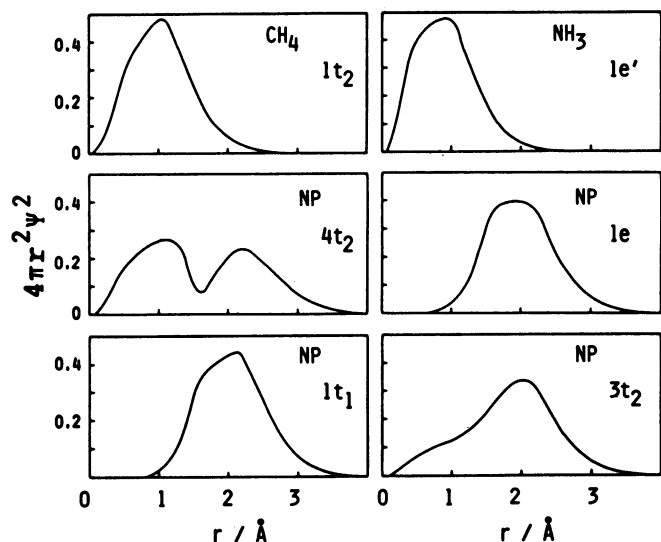 0.4
0.2
0
CH4
1t2
NH3
1e′
0.4
0.2
0
NP
4t2
NP
1e
0.4
0.2
NP
1t1
NP
3t2
4πr²Ψ²
0 1 2 3
0 1 2 3
r / Å
r / Å